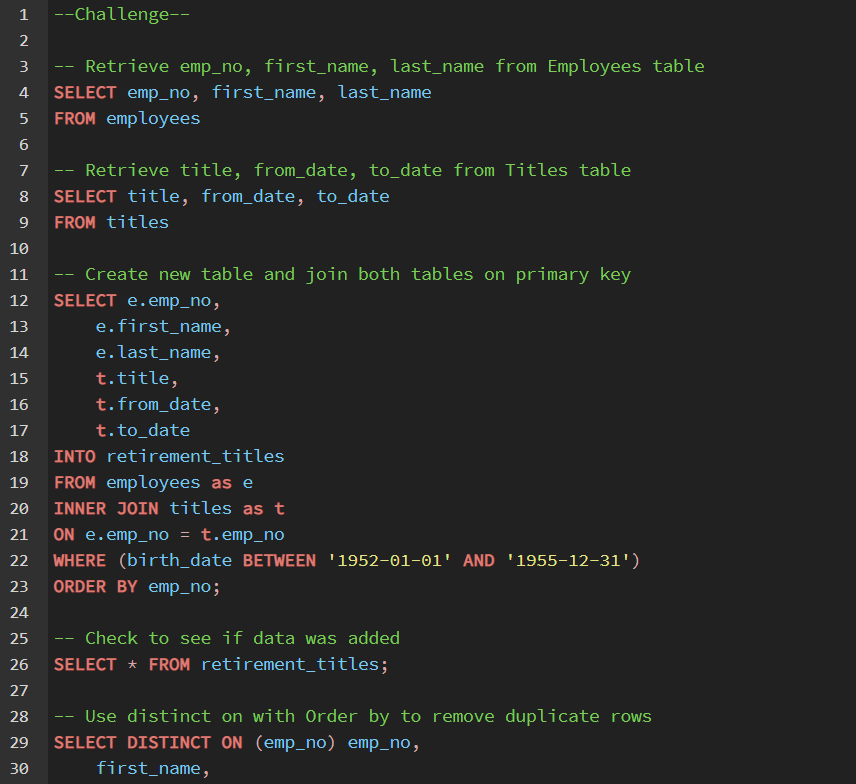 1 --Challenge--
2
3 -- Retrieve emp_no, first_name, last_name from Employees table
4 SELECT emp_no, first_name, last_name
5 FROM employees
6
7 -- Retrieve title, from_date, to_date from Titles table
8 SELECT title, from_date, to_date
9 FROM titles
10
11 -- Create new table and join both tables on primary key
12 SELECT e.emp_no,
13     e.first_name,
14     e.last_name,
15     t.title,
16     t.from_date,
17     t.to_date
18 INTO retirement_titles
19 FROM employees as e
20 INNER JOIN titles as t
21 ON e.emp_no = t.emp_no
22 WHERE (birth_date BETWEEN '1952-01-01' AND '1955-12-31')
23 ORDER BY emp_no;
24
25 -- Check to see if data was added
26 SELECT * FROM retirement_titles;
27
28 -- Use distinct on with Order by to remove duplicate rows
29 SELECT DISTINCT ON (emp_no) emp_no,
30     first_name,